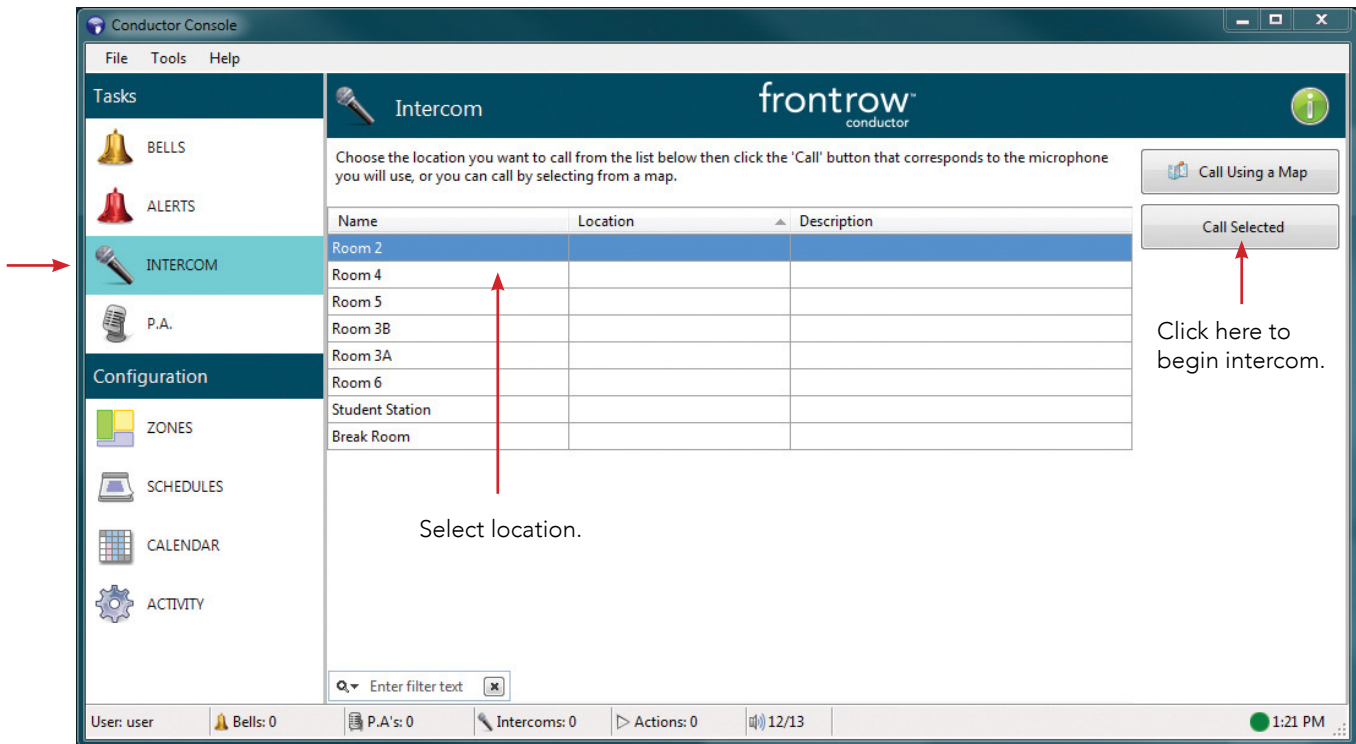 Conductor Console
File Tools Help
Tasks
BELLS
ALERTS
INTERCOM
P.A.
Configuration
ZONES
SCHEDULES
CALENDAR
ACTIVITY
Intercom
frontrow™
conductor
i
Choose the location you want to call from the list below then click the 'Call' button that corresponds to the microphone
you will use, or you can call by selecting from a map.
Call Using a Map
Call Selected
Name Location Description
Room 2
Room 4
Room 5
Room 3B
Room 3A
Room 6
Student Station
Break Room
Click here to
begin intercom.
Select location.
Enter filter text
User: user Bells: 0 P.A's: 0 Intercoms: 0 Actions: 0 12/13 1:21 PM